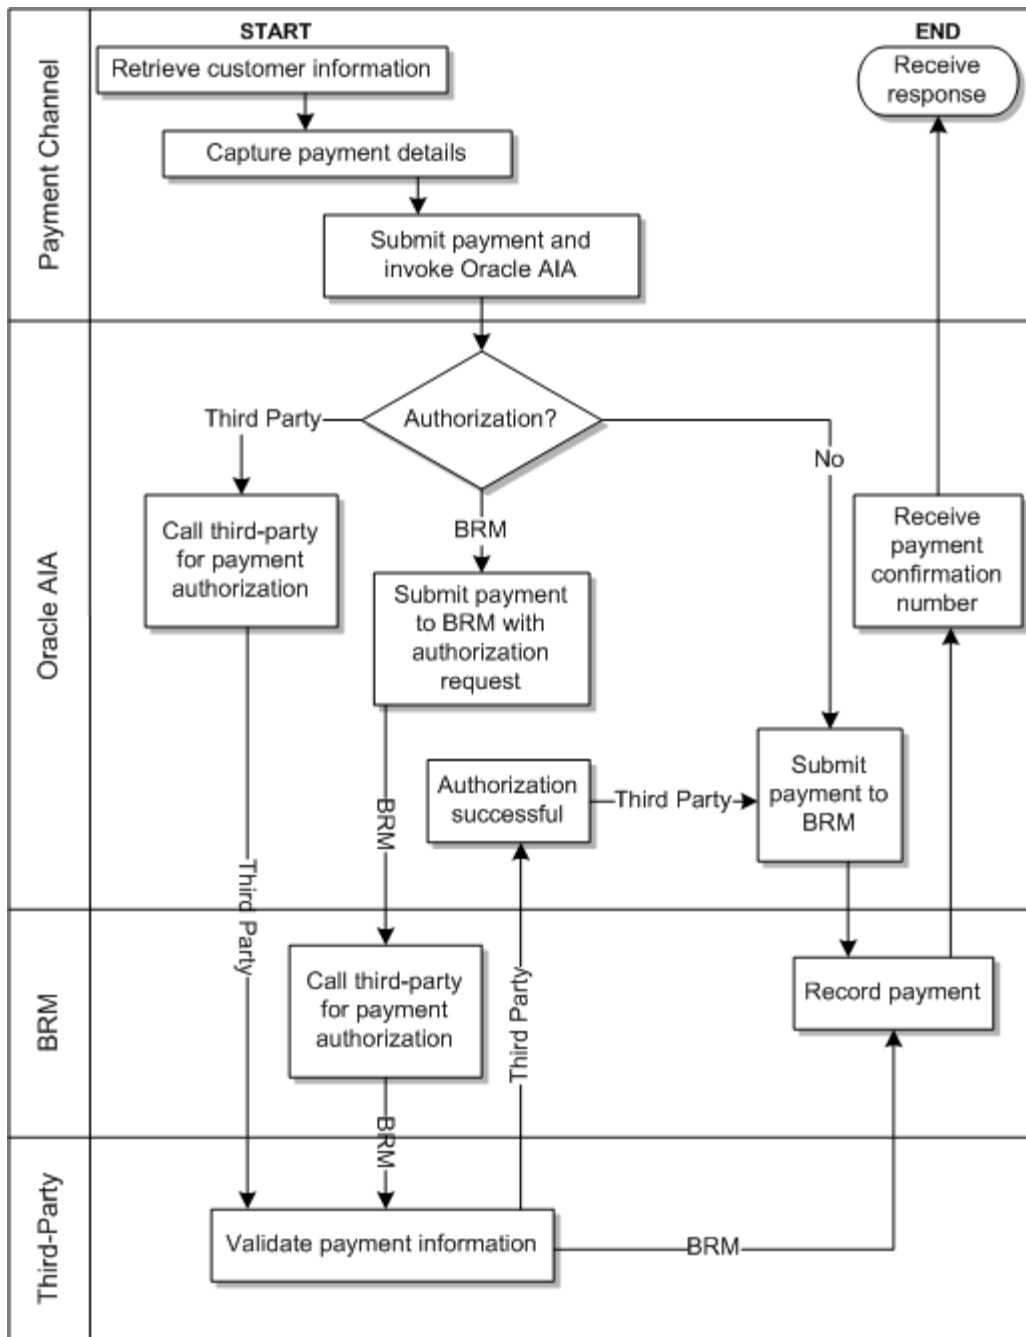 START
END
Payment Channel
Retrieve customer information
Receive
response
Capture payment details
Submit payment and
invoke Oracle AIA
Oracle AIA
Authorization?
Third Party
No
BRM
Call third-party
for payment
authorization
Receive
payment
confirmation
number
Submit payment
to BRM with
authorization
request
Authorization
successful
Third Party
Submit
payment to
BRM
BRM
Third Party
BRM
Call third-party
for payment
authorization
Third Party
Record payment
BRM
Third-Party
Validate payment information
BRM